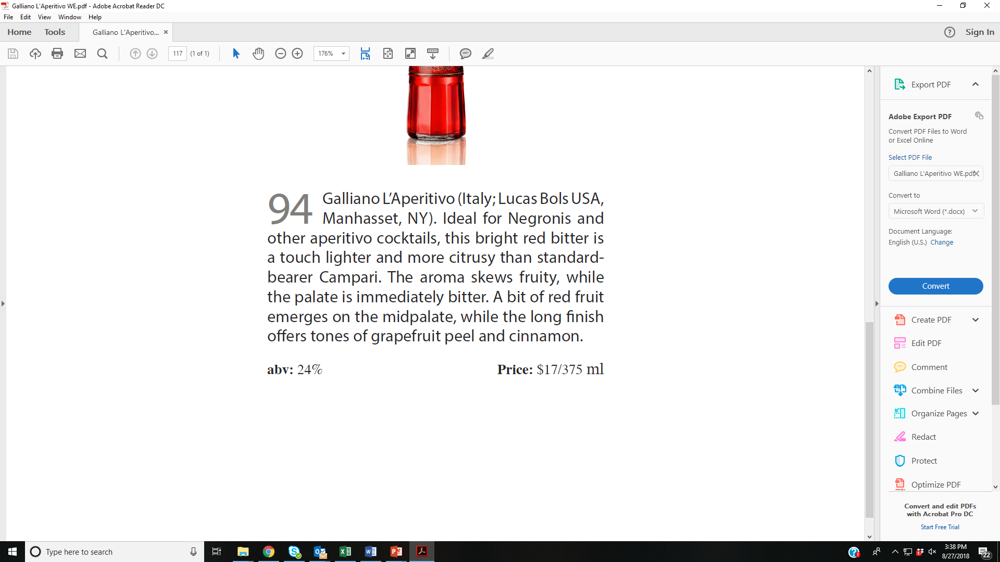 Galliano L'Aperitivo WE.pdf - Adobe Acrobat Reader DC
File Edit View Window Help
Home Tools Galliano L'Aperitivo... × Sign In
117 (1 of 1) 176%
94 Galliano L’Aperitivo (Italy; Lucas Bols USA,
Manhasset, NY). Ideal for Negronis and
other aperitivo cocktails, this bright red bitter is
a touch lighter and more citrusy than standard-
bearer Campari. The aroma skews fruity, while
the palate is immediately bitter. A bit of red fruit
emerges on the midpalate, while the long finish
offers tones of grapefruit peel and cinnamon.
abv: 24% Price: $17/375 ml
Export PDF
Adobe Export PDF
Convert PDF Files to Word
or Excel Online
Select PDF File
Galliano L'Aperitivo WE.pdf
Convert to
Microsoft Word (*.docx)
Document Language:
English (U.S.) Change
Convert
Create PDF
Edit PDF
Comment
Combine Files
Organize Pages
Redact
Protect
Optimize PDF
Convert and edit PDFs
with Acrobat Pro DC
Start Free Trial
Type here to search
3:38 PM
8/27/2018
22